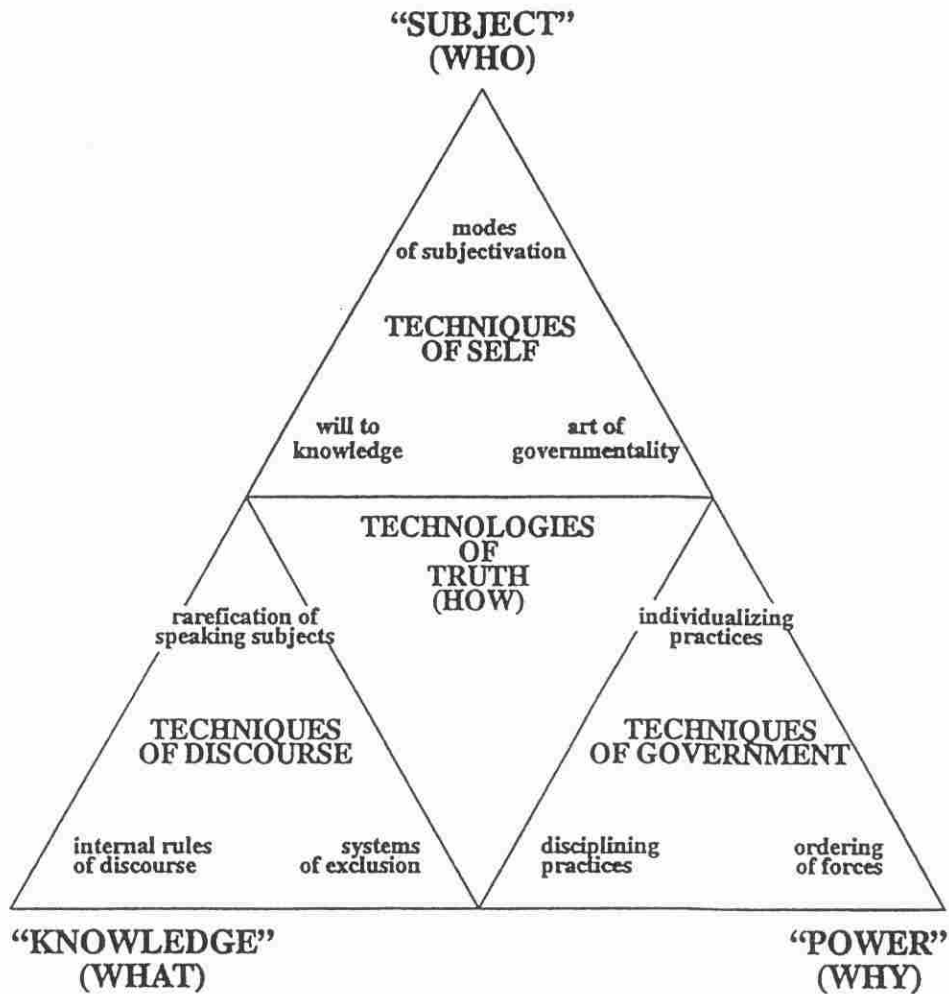 “SUBJECT”
(WHO)
modes
of subjectivation
TECHNIQUES
OF SELF
will to
knowledge
art of
governmentality
TECHNOLOGIES
OF
TRUTH
(HOW)
rarefication of
speaking subjects
individualizing
practices
TECHNIQUES
OF DISCOURSE
TECHNIQUES
OF GOVERNMENT
internal rules
of discourse
systems
of exclusion
disciplining
practices
ordering
of forces
“KNOWLEDGE”
(WHAT)
“POWER”
(WHY)